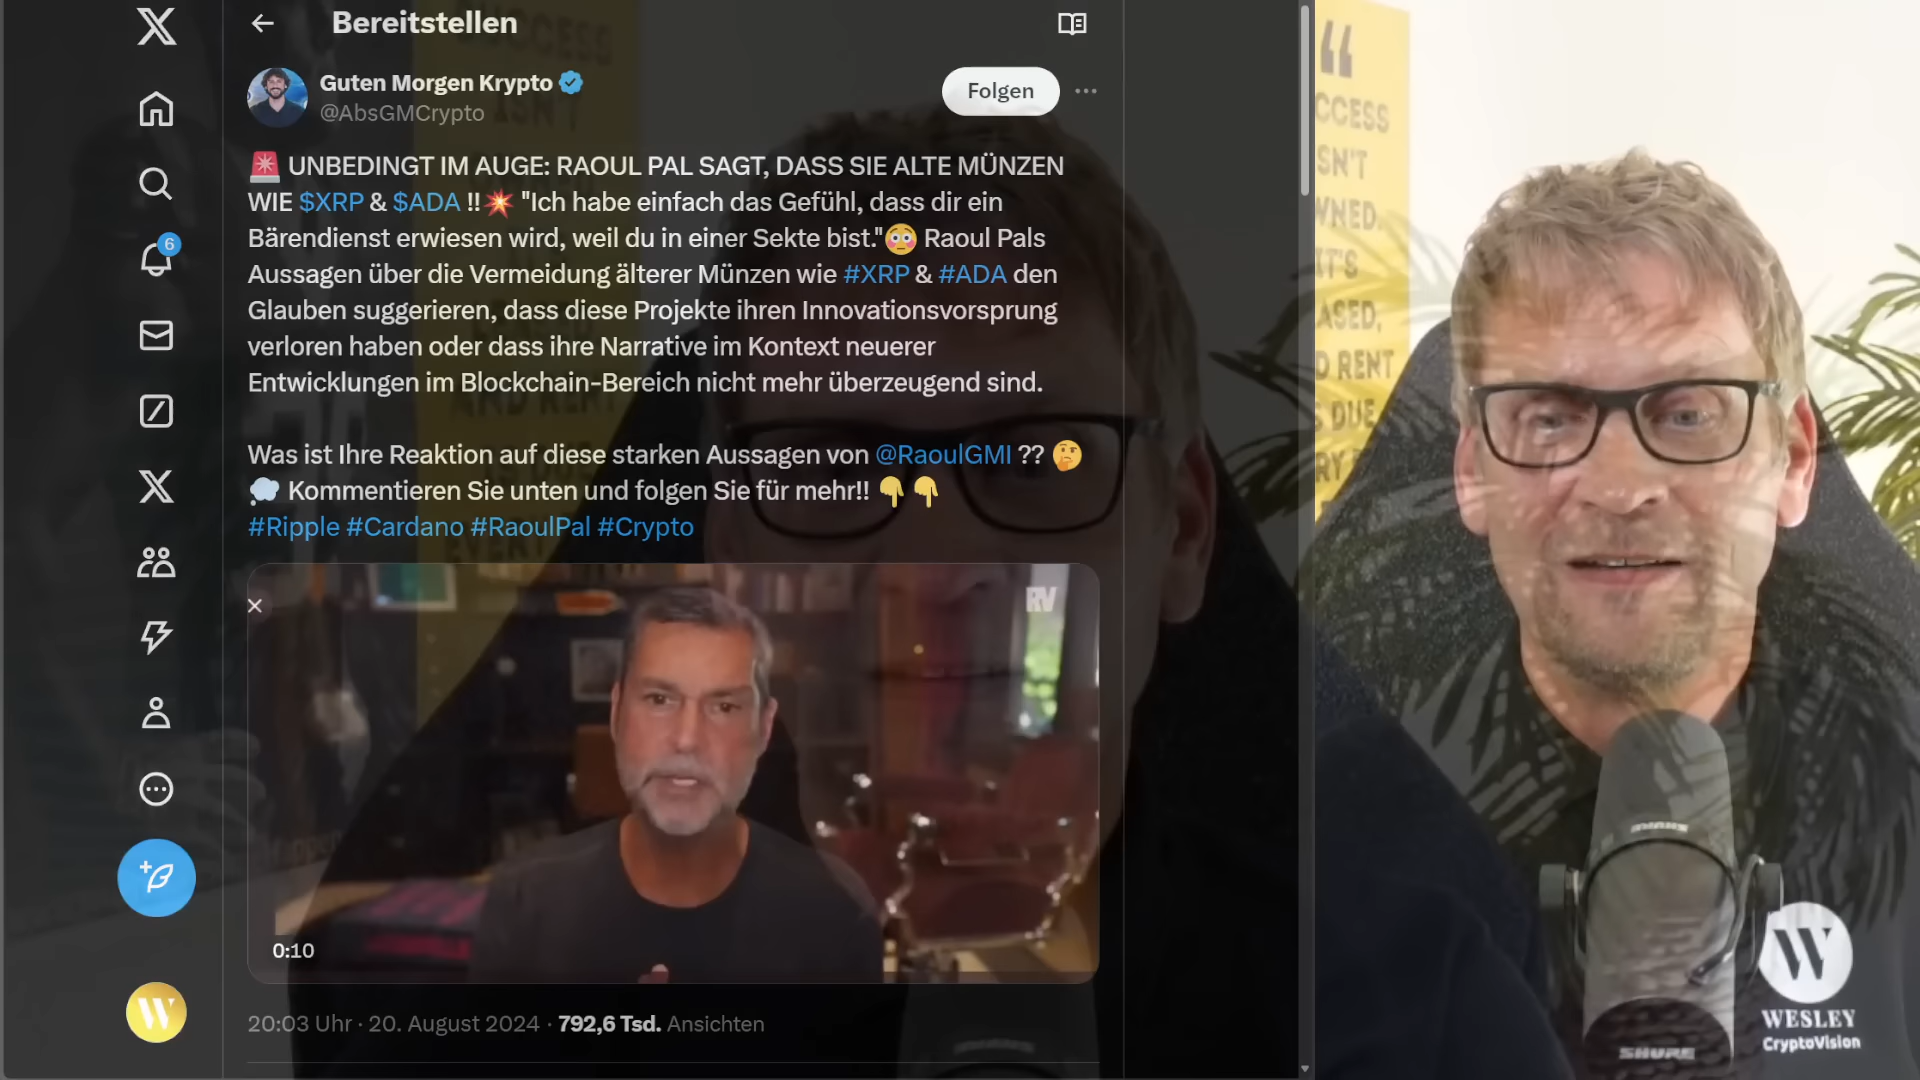 Bereitstellen
Guten Morgen Krypto
@AbsGMCrypto
Folgen
UNBEDINGT IM AUGE: RAOUL PAL SAGT, DASS SIE ALTE MÜNZEN
WIE $XRP & $ADA !!💥 "Ich habe einfach das Gefühl, dass dir ein
Bärendienst erwiesen wird, weil du in einer Sekte bist."😳 Raoul Pals
Aussagen über die Vermeidung älterer Münzen wie #XRP & #ADA den
Glauben suggerieren, dass diese Projekte ihren Innovationsvorsprung
verloren haben oder dass ihre Narrative im Kontext neuerer
Entwicklungen im Blockchain-Bereich nicht mehr überzeugend sind.
Was ist Ihre Reaktion auf diese starken Aussagen von @RaoulGMI ?? 🤔
💭 Kommentieren Sie unten und folgen Sie für mehr!! 👇👇
#Ripple #Cardano #RaoulPal #Crypto
RV
0:10
20:03 Uhr · 20. August 2024 · 792,6 Tsd. Ansichten
6
W
SHURE
W
WESLEY
CryptoVision